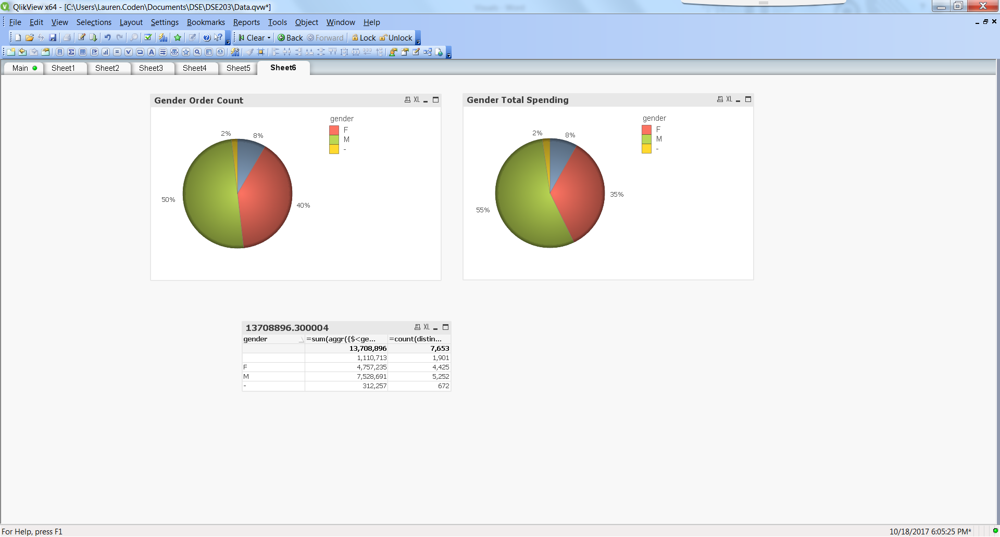 QlikView x64 - [C:\Users\Lauren.Coden\Documents\DSE\DSE203\Data.qvw*]
File Edit View Selections Layout Settings Bookmarks Reports Tools Object Window Help
Clear Back Forward Lock Unlock
Main Sheet1 Sheet2 Sheet3 Sheet4 Sheet5 Sheet6
Gender Order Count XL
gender
F
M
-
2% 8%
50%
40%
Gender Total Spending XL
gender
F
M
-
2% 8%
35%
55%
13708896.300004 XL
gender =sum(aggr({$<ge... =count(distin...
13,708,896 7,653
1,110,713 1,901
F 4,757,235 4,425
M 7,528,691 5,252
- 312,257 672
For Help, press F1 10/18/2017 6:05:25 PM*